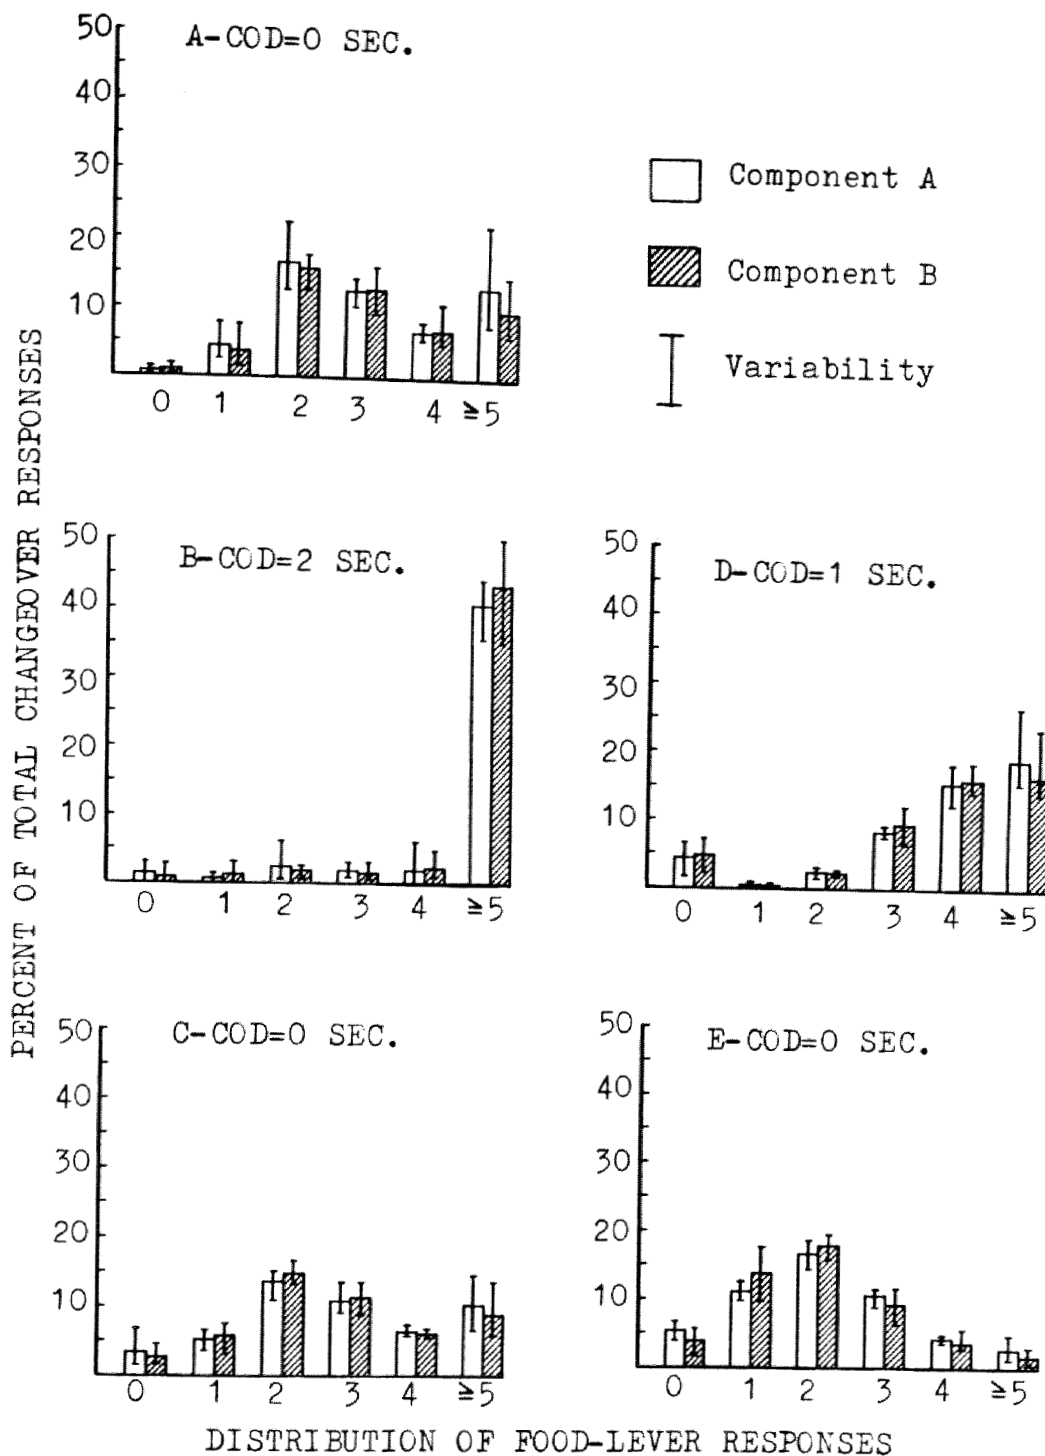 PERCENT OF TOTAL CHANGEOVER RESPONSES
A-COD=0 SEC.
50
40
30
20
10
0 1 2 3 4 ≥5
Component A
Component B
Variability
B-COD=2 SEC.
50
40
30
20
10
0 1 2 3 4 ≥5
D-COD=1 SEC.
50
40
30
20
10
0 1 2 3 4 ≥5
C-COD=0 SEC.
50
40
30
20
10
0 1 2 3 4 ≥5
E-COD=0 SEC.
50
40
30
20
10
0 1 2 3 4 ≥5
DISTRIBUTION OF FOOD-LEVER RESPONSES